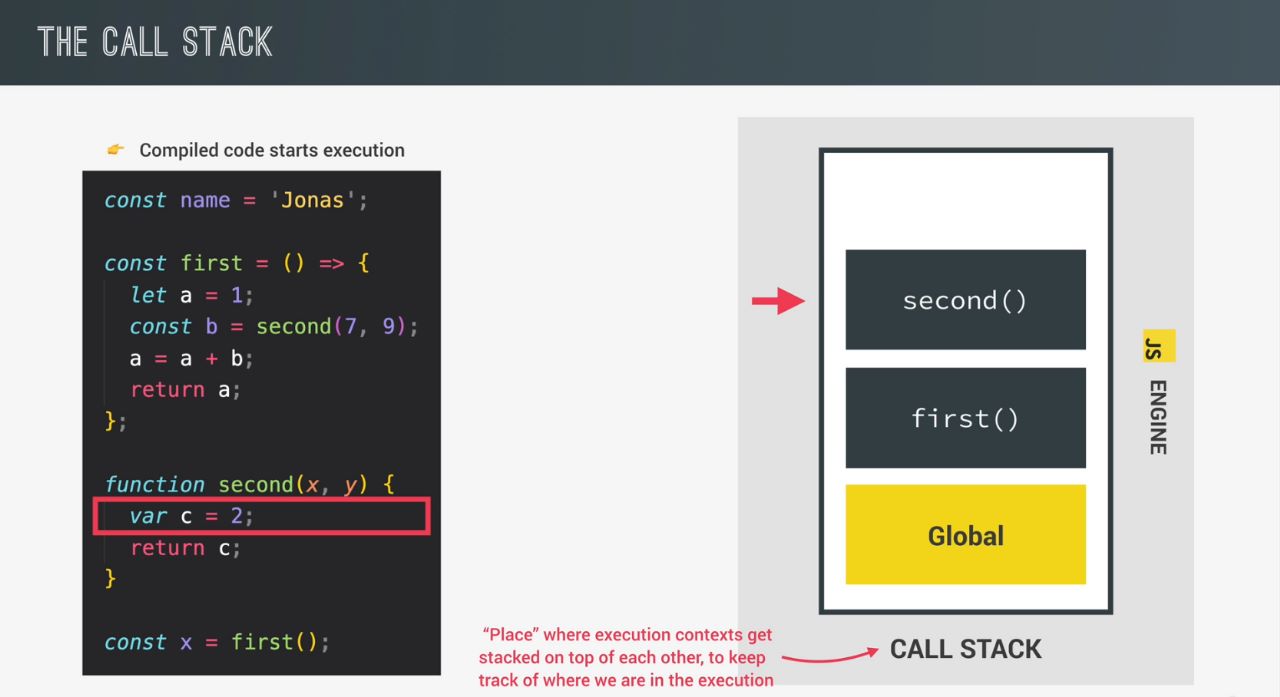 THE CALL STACK
👉 Compiled code starts execution
const name = 'Jonas';
const first = () => {
  let a = 1;
  const b = second(7, 9);
  a = a + b;
  return a;
};
function second(x, y) {
  var c = 2;
  return c;
}
const x = first();
second()
first()
Global
JS ENGINE
“Place” where execution contexts get
stacked on top of each other, to keep
track of where we are in the execution
CALL STACK